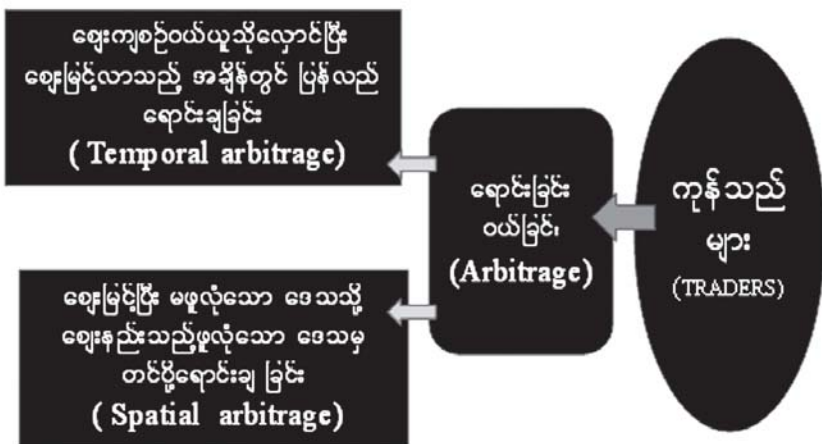 ဈေးကျစဉ်ဝယ်ယူသိုလှောင်ပြီး
ဈေးမြင့်လာသည့် အချိန်တွင် ပြန်လည်
ရောင်းချခြင်း
( Temporal arbitrage)
ဈေးမြင့်ပြီး မဖူလုံသော ဒေသသို့
ဈေးနည်းသည့်ဖူလုံသော ဒေသမှ
တင်ပို့ရောင်းချ ခြင်း
( Spatial arbitrage)
ရောင်းခြင်း
ဝယ်ခြင်း
(Arbitrage)
ကုန်သည်
များ
(TRADERS)